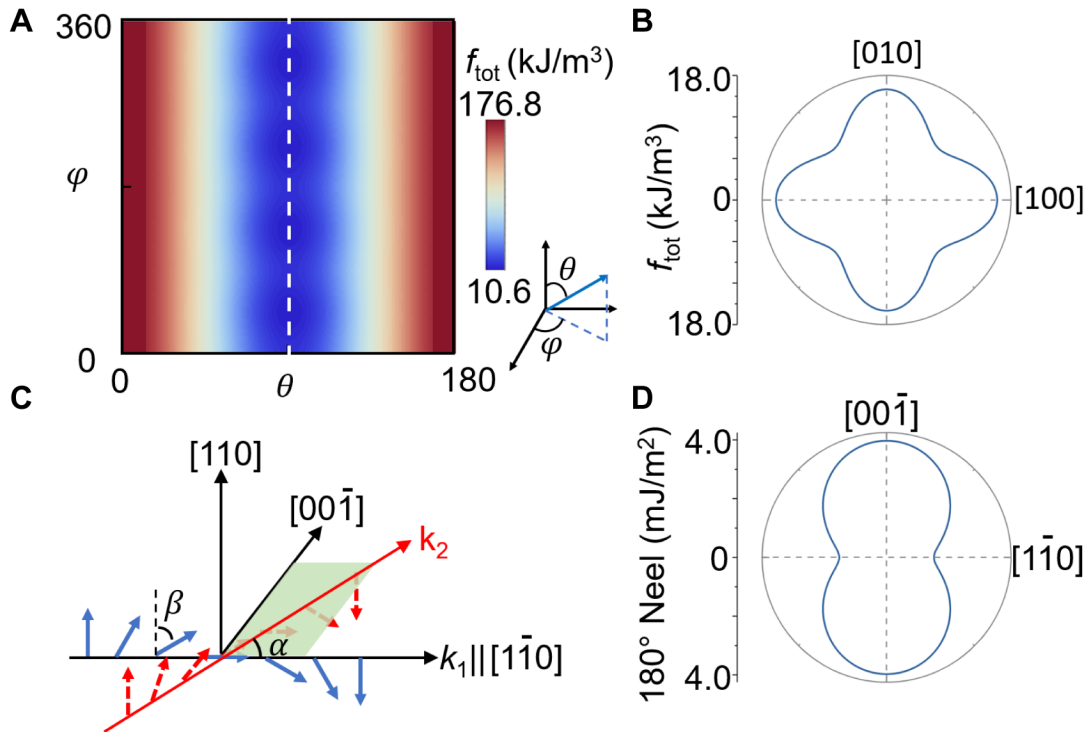 A
360
φ
0
0
θ
180
f_tot (kJ/m³)
176.8
10.6
θ
φ
B
[010]
18.0
f_tot (kJ/m³)
0
[100]
18.0
C
[110]
[001̄]
k₂
β
α
k₁||[11̄0]
D
[001̄]
4.0
180° Neel (mJ/m²)
0
[11̄0]
4.0